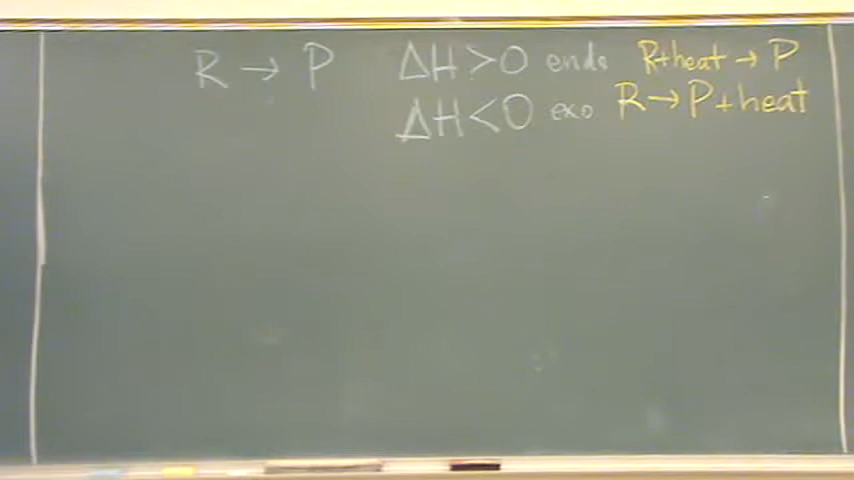 R → P ΔH > 0 endo R+heat → P
ΔH < 0 exo R → P + heat